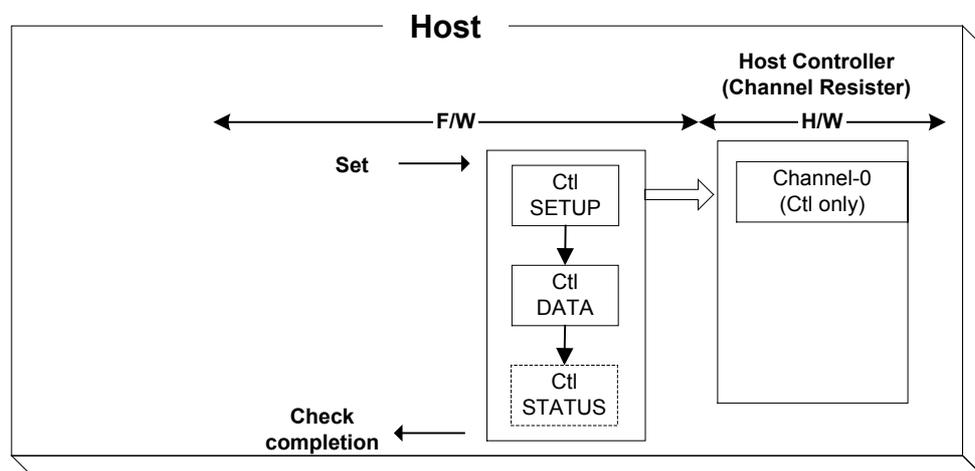 Host
Host Controller
(Channel Resister)
F/W
H/W
Set
Ctl
SETUP
Channel-0
(Ctl only)
Ctl
DATA
Ctl
STATUS
Check
completion